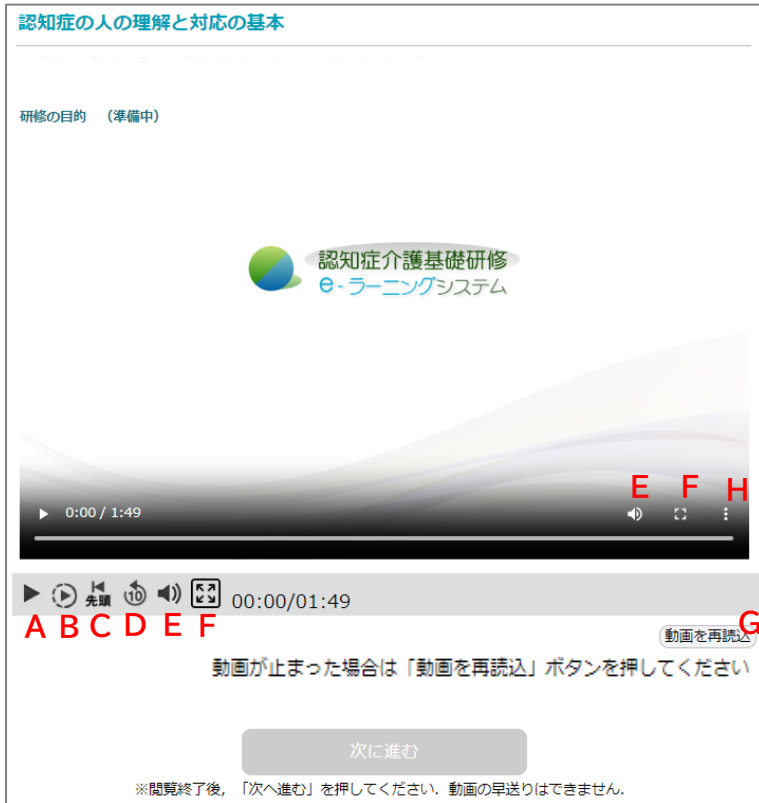 認知症の人の理解と対応の基本
研修の目的　（準備中）
認知症介護基礎研修
e-ラーニングシステム
E F H
0:00 / 1:49
先頭 10 00:00/01:49
A B C D E F G
動画を再読込
動画が止まった場合は「動画を再読込」ボタンを押してください
次に進む
※閲覧終了後，「次へ進む」を押してください．動画の早送りはできません．